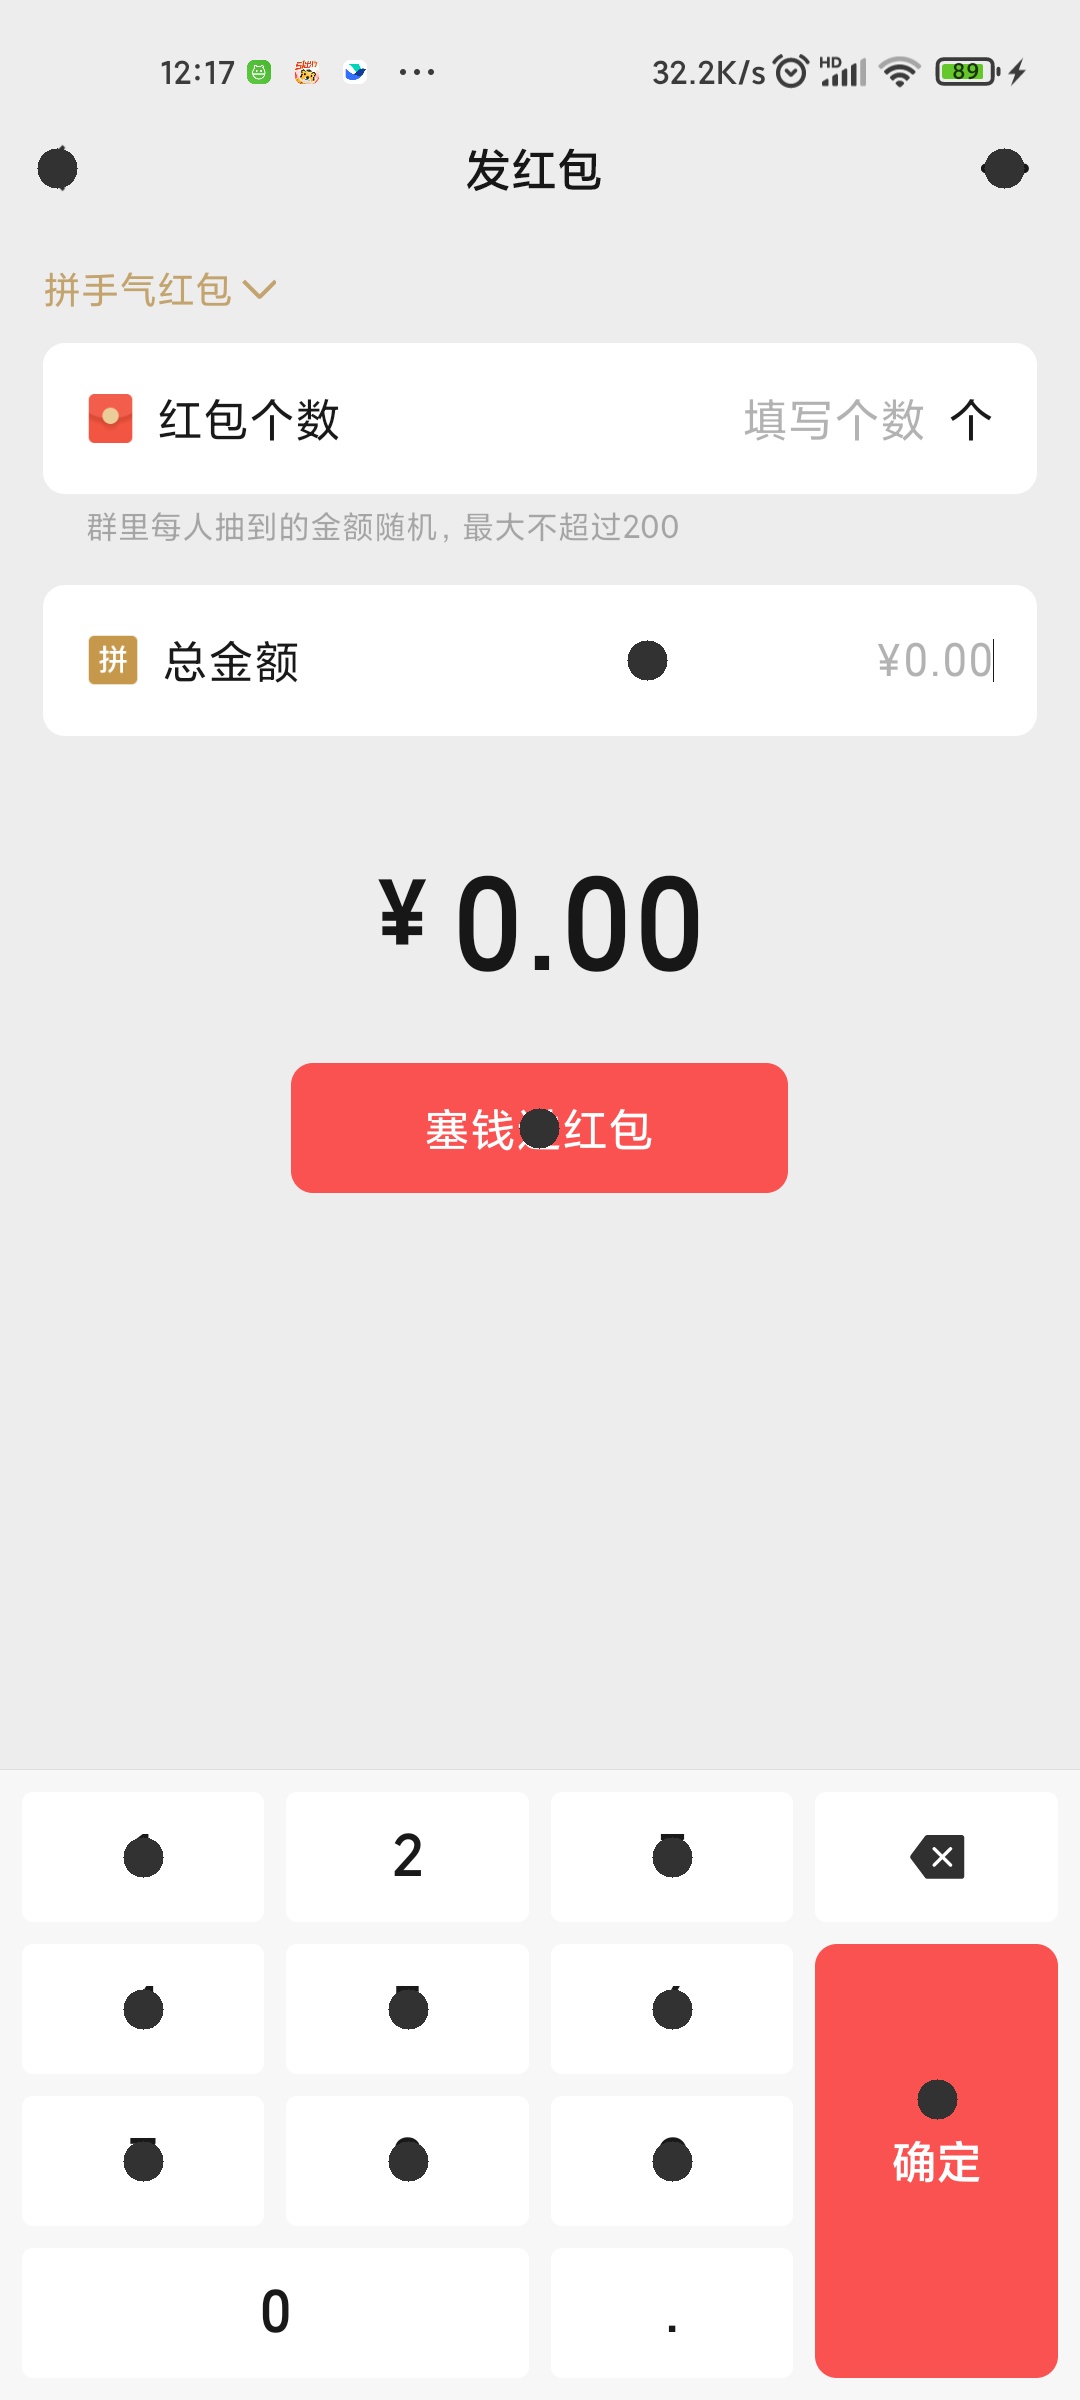 12:17 32.2K/s HD 89
发红包
拼手气红包
红包个数 填写个数 个
群里每人抽到的金额随机，最大不超过200
拼 总金额 ¥0.00
¥0.00
塞钱 红包
2
确定
0 .